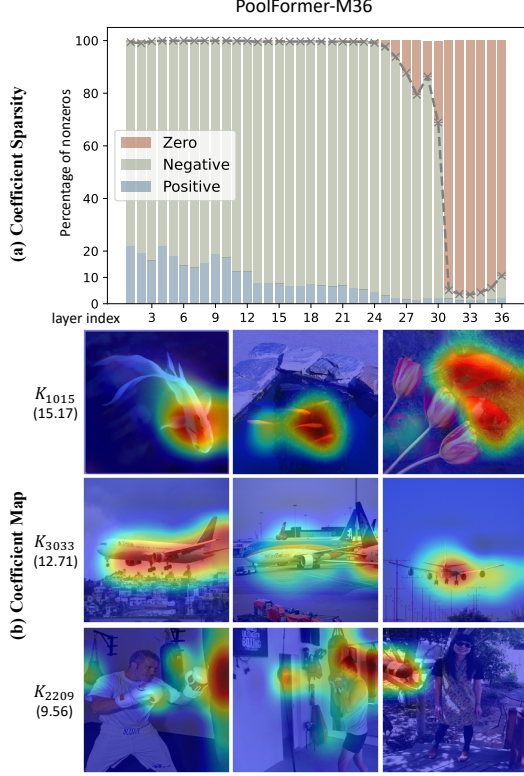 PoolFormer-M36
(a) Coefficient Sparsity
Percentage of nonzeros
100
80
60
40
20
10
0
Zero
Negative
Positive
layer index
3 6 9 12 15 18 21 24 27 30 33 36
(b) Coefficient Map
K1015
(15.17)
K3033
(12.71)
K2209
(9.56)